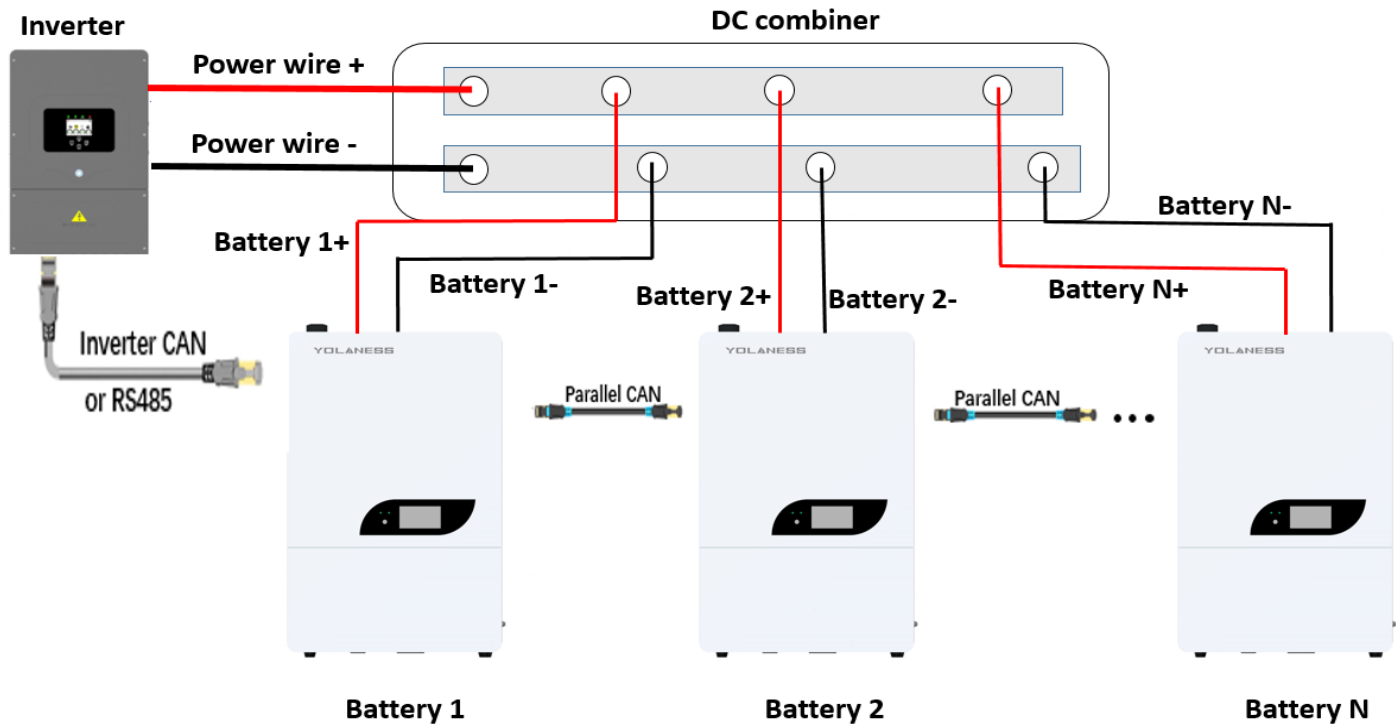 Inverter
DC combiner
Power wire +
Power wire -
Battery 1+
Battery 1-
Battery 2+
Battery 2-
Battery N-
Battery N+
Inverter CAN
or RS485
YOLANESS
Parallel CAN
YOLANESS
Parallel CAN
...
YOLANESS
Battery 1
Battery 2
Battery N